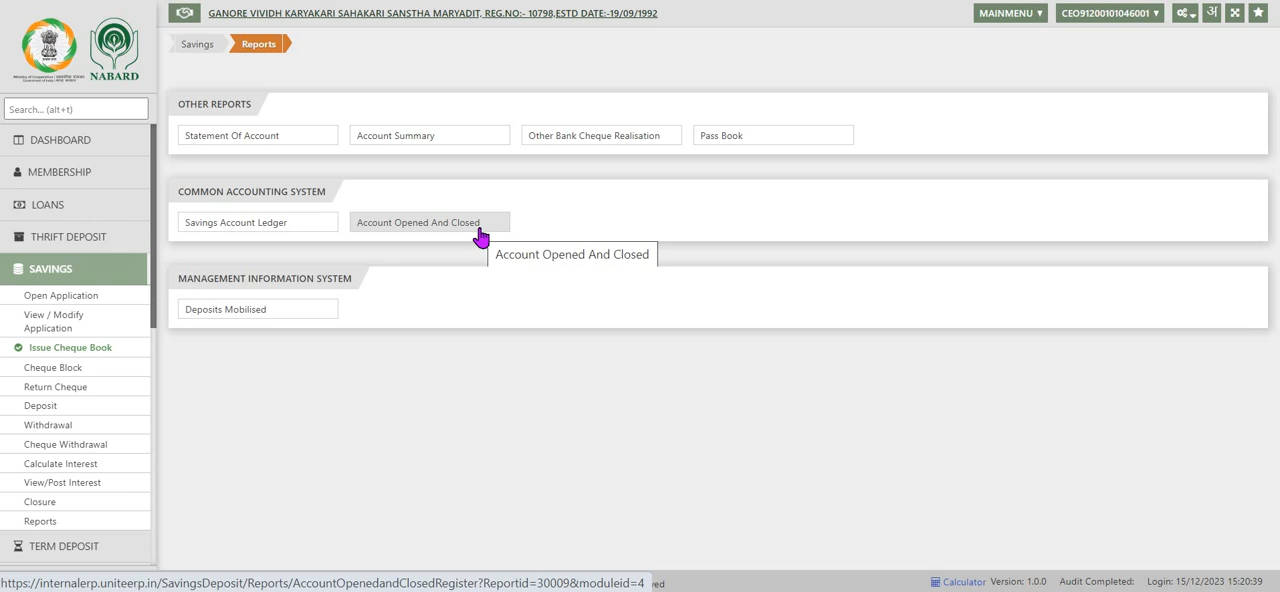 GANORE VIVIDH KARYAKARI SAHAKARI SANSTHA MARYADIT, REG.NO:- 10798,ESTD DATE:-19/09/1992
MAINMENU
CEO91200101046001
अ
NABARD
Savings
Reports
Search... (alt+t)
DASHBOARD
MEMBERSHIP
LOANS
THRIFT DEPOSIT
SAVINGS
Open Application
View / Modify
Application
Issue Cheque Book
Cheque Block
Return Cheque
Deposit
Withdrawal
Cheque Withdrawal
Calculate Interest
View/Post Interest
Closure
Reports
TERM DEPOSIT
OTHER REPORTS
Statement Of Account
Account Summary
Other Bank Cheque Realisation
Pass Book
COMMON ACCOUNTING SYSTEM
Savings Account Ledger
Account Opened And Closed
Account Opened And Closed
MANAGEMENT INFORMATION SYSTEM
Deposits Mobilised
https://internalerp.uniteerp.in/SavingsDeposit/Reports/AccountOpenedandClosedRegister?Reportid=30009&moduleid=4
Calculator Version: 1.0.0 Audit Completed: Login: 15/12/2023 15:20:39